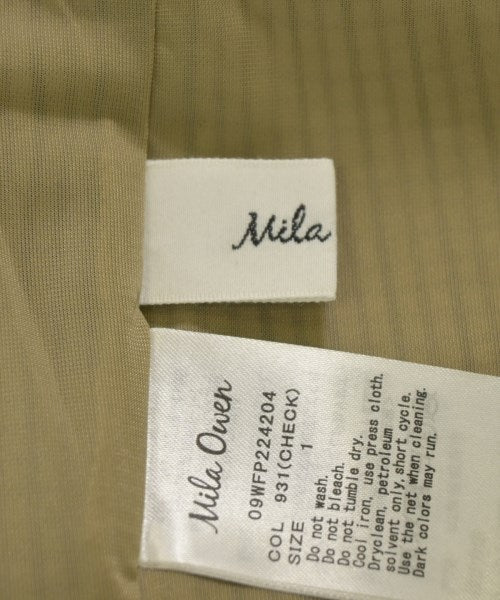 Mila
Mila Owen
09WFP224204
COL 931(CHECK)
SIZE 1
Do not wash.
Do not bleach.
Do not tumble dry.
Cool iron, use press cloth.
Dryclean, petroleum
solvent only,short cycle.
Use the net when cleaning.
Dark colors may run.